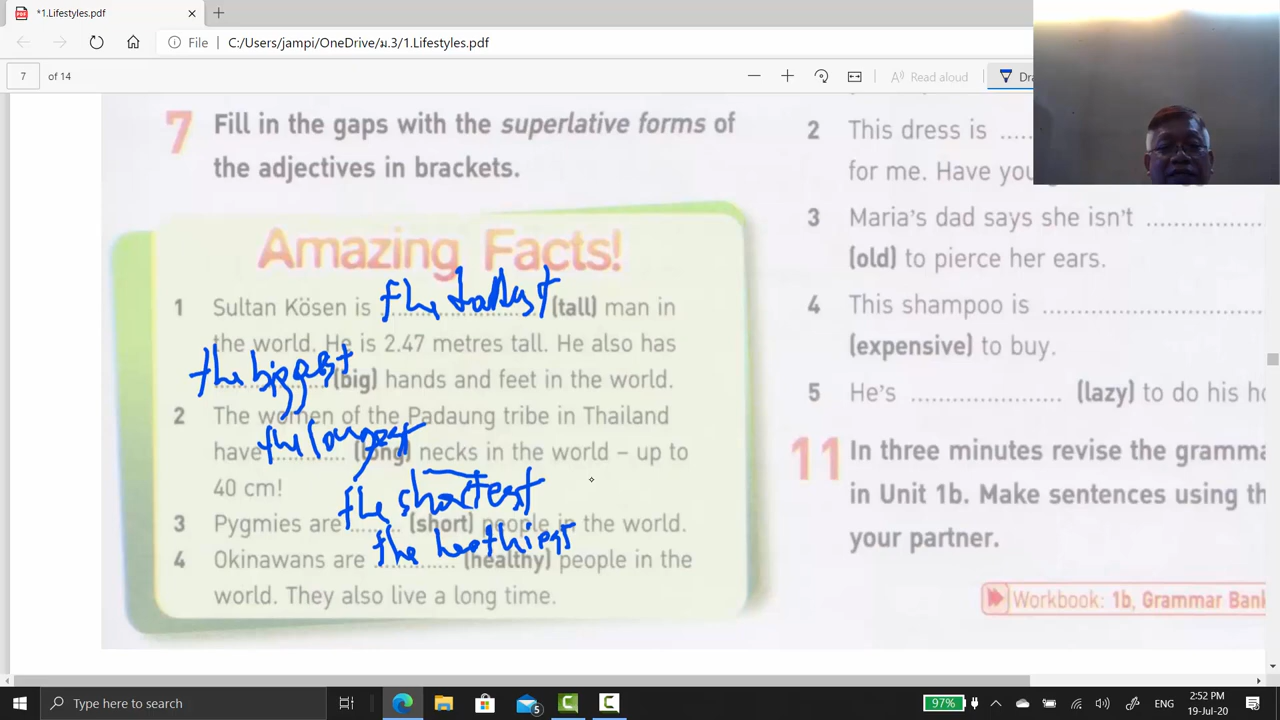 *1.Lifestyles.pdf
File C:/Users/jampi/OneDrive/ม.3/1.Lifestyles.pdf
7 of 14 Read aloud
7 Fill in the gaps with the superlative forms of
the adjectives in brackets.
Amazing Facts!
1 Sultan Kösen is the tallest (tall) man in
the world. He is 2.47 metres tall. He also has
the biggest (big) hands and feet in the world.
2 The women of the Padaung tribe in Thailand
have the longest (long) necks in the world – up to
40 cm!
3 Pygmies are the shortest (short) people in the world.
4 Okinawans are the (healthy) people in the
world. They also live a long time.
2 This dress is .....
for me. Have
3 Maria's dad says she isn't ...............
(old) to pierce her ears.
4 This shampoo is ...........................
(expensive) to buy.
5 He's ................... (lazy) to do his
11 In three minutes revise the
in Unit 1b. Make sentences using
your partner.
Workbook: 1b, Grammar
Type here to search
5
97%
ENG
2:52 PM
19-Jul-20